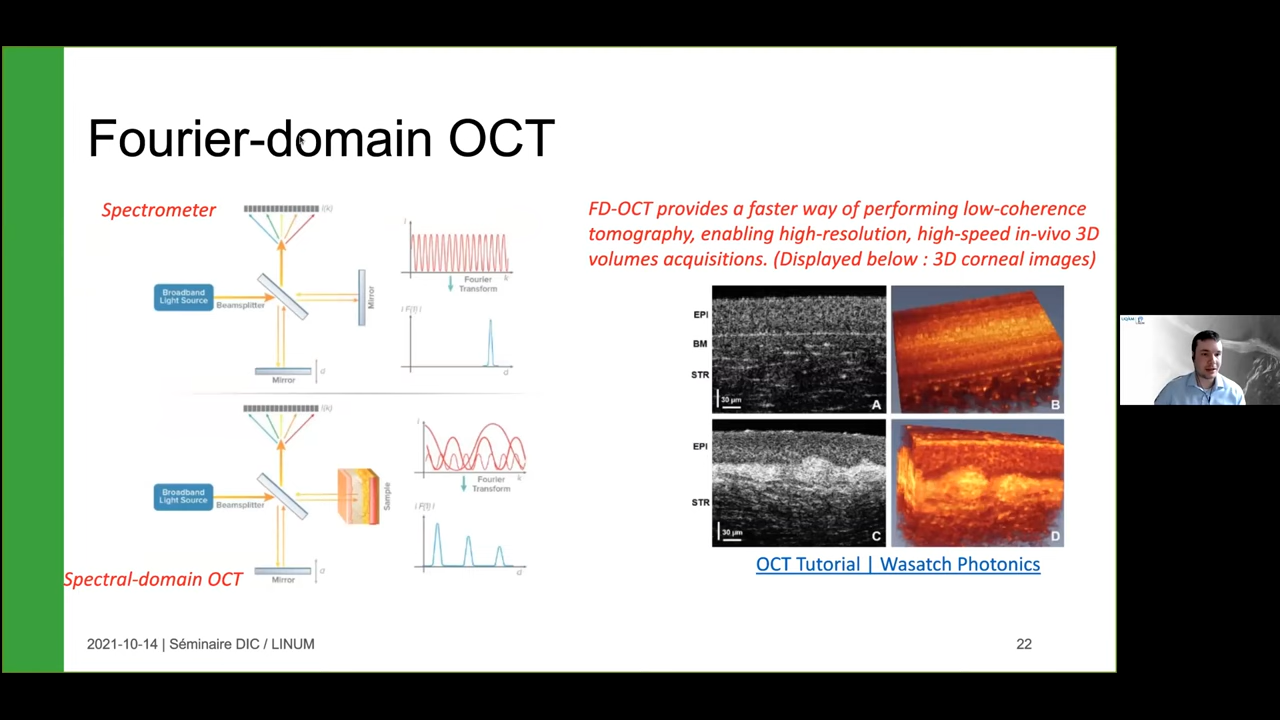 Fourier-domain OCT
Spectrometer
I(k)
Broadband
Light Source
Beamsplitter
Mirror
Mirror
d
I
k
Fourier
Transform
d
I(k)
Broadband
Light Source
Beamsplitter
Sample
Mirror
d
I
k
Fourier
Transform
d
Spectral-domain OCT
FD-OCT provides a faster way of performing low-coherence
tomography, enabling high-resolution, high-speed in-vivo 3D
volumes acquisitions. (Displayed below : 3D corneal images)
EPI
BM
STR
30 µm
A
B
EPI
STR
30 µm
C
D
OCT Tutorial | Wasatch Photonics
2021-10-14 | Séminaire DIC / LINUM
22